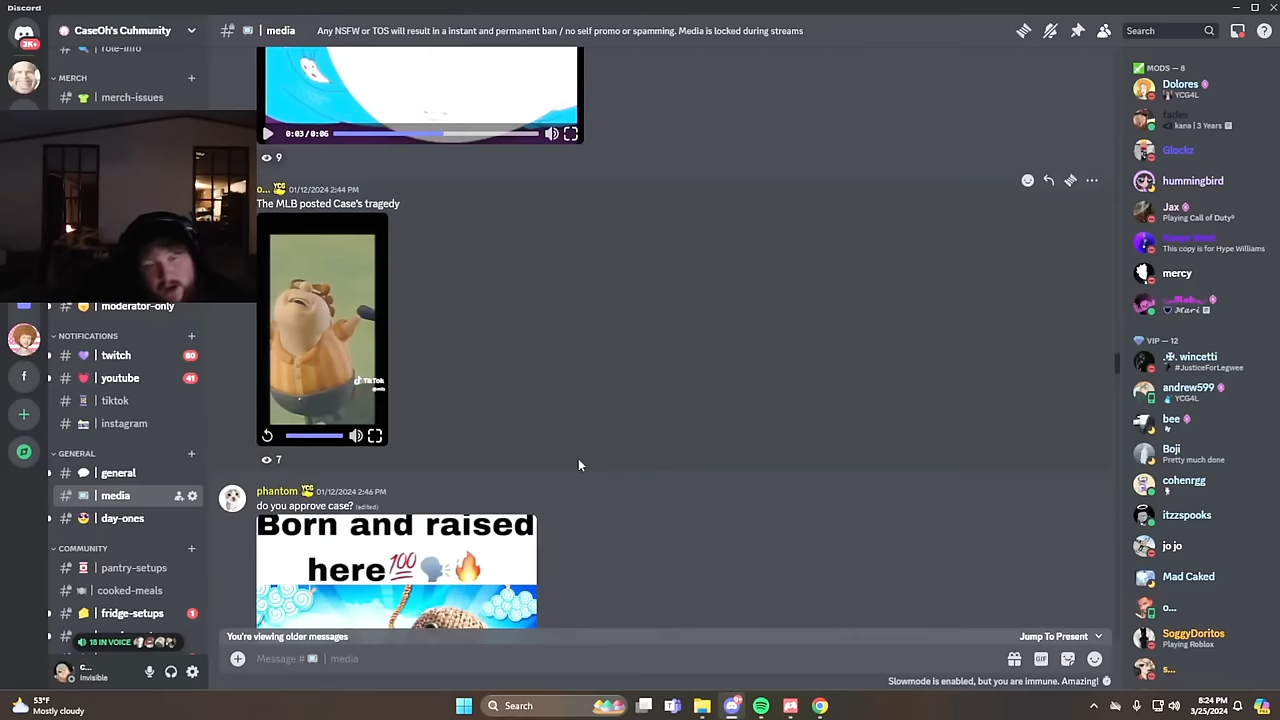 Discord
CaseOh's Cuhmunity
media
Any NSFW or TOS will result in a instant and permanent ban / no self promo or spamming. Media is locked during streams
Search
3K+
role-info
MERCH
merch-issues
moderator-only
NOTIFICATIONS
twitch
80
youtube
41
tiktok
instagram
GENERAL
general
media
day-ones
COMMUNITY
pantry-setups
cooked-meals
fridge-setups
1
18 IN VOICE
C...
Invisible
0:03/0:06
9
o...
YCG
01/12/2024 2:44 PM
The MLB posted Case's tragedy
TikTok
7
phantom
YCG
01/12/2024 2:46 PM
do you approve case? (edited)
Born and raised
here💯🗣️🔥
You're viewing older messages
Jump To Present
Message #
media
GIF
Slowmode is enabled, but you are immune. Amazing!
MODS — 8
Dolores
YCG4L
fades
kana | 3 Years
Glockz
hummingbird
Jax
Playing Call of Duty®
This copy is for Hype Williams
mercy
Mari
VIP — 12
wincetti
#JusticeForLegwee
andrew599
YCG4L
bee
Boji
Pretty much done
cohenrgg
itzzspooks
jo jo
Mad Caked
o...
SoggyDoritos
Playing Roblox
s...
53°F
Mostly cloudy
Search
8:24 PM
3/25/2024